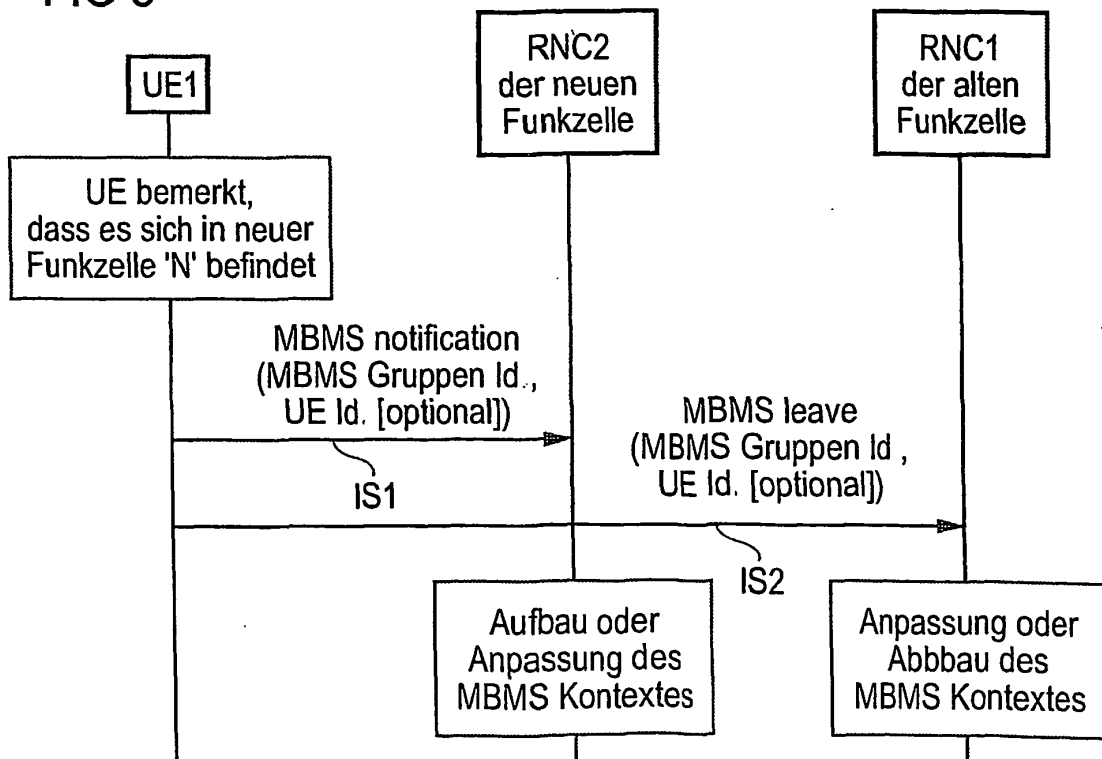 UE1
RNC2
der neuen
Funkzelle
RNC1
der alten
Funkzelle
UE bemerkt,
dass es sich in neuer
Funkzelle 'N' befindet
MBMS notification
(MBMS Gruppen Id.,
UE Id. [optional])
IS1
MBMS leave
(MBMS Gruppen Id ,
UE Id. [optional])
IS2
Aufbau oder
Anpassung des
MBMS Kontextes
Anpassung oder
Abbbau des
MBMS Kontextes